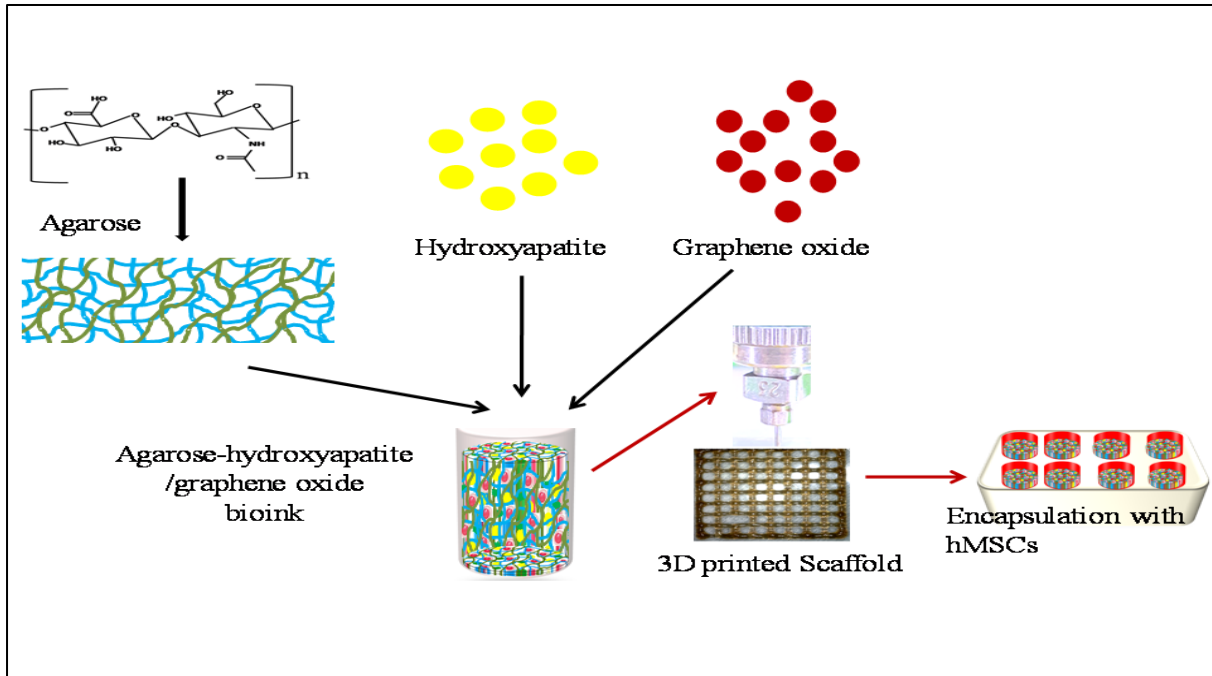 HO
O
O
O
HO
OH
HO
O
HO
O
NH
O
n
Agarose
Hydroxyapatite
Graphene oxide
Agarose-hydroxyapatite
/graphene oxide
bioink
3D printed Scaffold
Encapsulation with
hMSCs